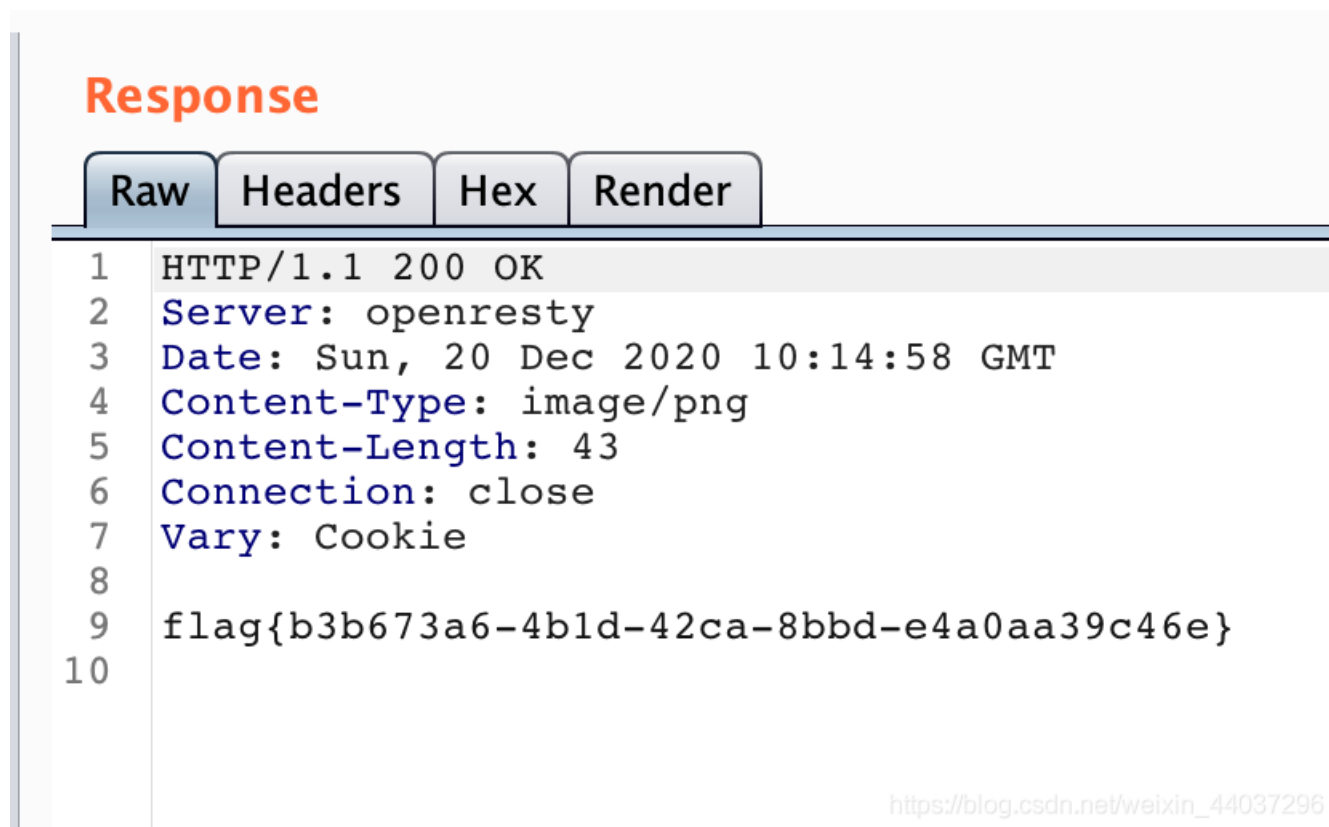 Response
Raw Headers Hex Render
1 HTTP/1.1 200 OK
2 Server: openresty
3 Date: Sun, 20 Dec 2020 10:14:58 GMT
4 Content-Type: image/png
5 Content-Length: 43
6 Connection: close
7 Vary: Cookie
8
9 flag{b3b673a6-4b1d-42ca-8bbd-e4a0aa39c46e}
10
https://blog.csdn.net/weixin_44037296